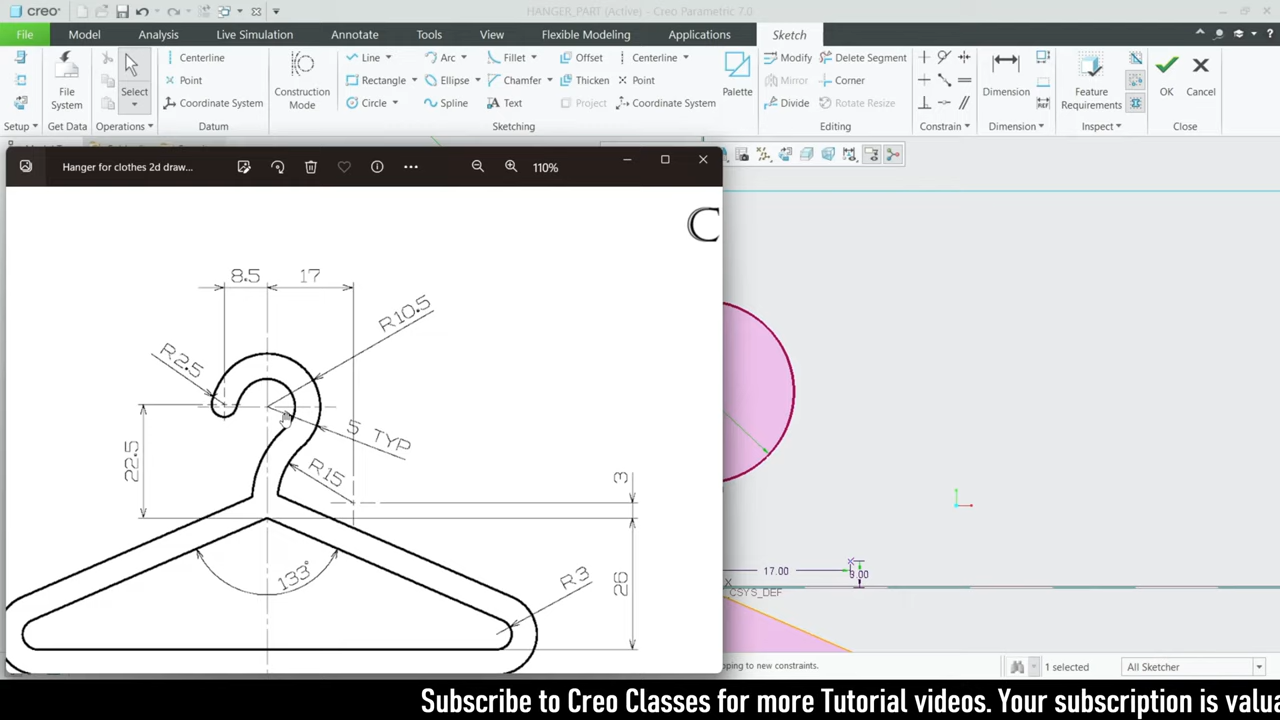 creo
HANGER_PART (Active) - Creo Parametric 7.0
File Model Analysis Live Simulation Annotate Tools View Flexible Modeling Applications Sketch
Centerline Line Arc Fillet Offset Centerline Modify Delete Segment
Point Rectangle Ellipse Chamfer Thicken Point Mirror Corner
Coordinate System Circle Spline Text Project Coordinate System Divide Rotate Resize
File System Select Construction Mode Palette Dimension Feature Requirements OK Cancel
Setup Get Data Operations Datum Sketching Editing Constrain Dimension Inspect Close
Hanger for clothes 2d draw...
110%
C
8.5 17
R10.5
R2.5
5 TYP
22.5
R15
3
133°
R3
26
17.00
CSYS_DEF
to new constraints.
1 selected
All Sketcher
Subscribe to Creo Classes for more Tutorial videos. Your subscription is valua